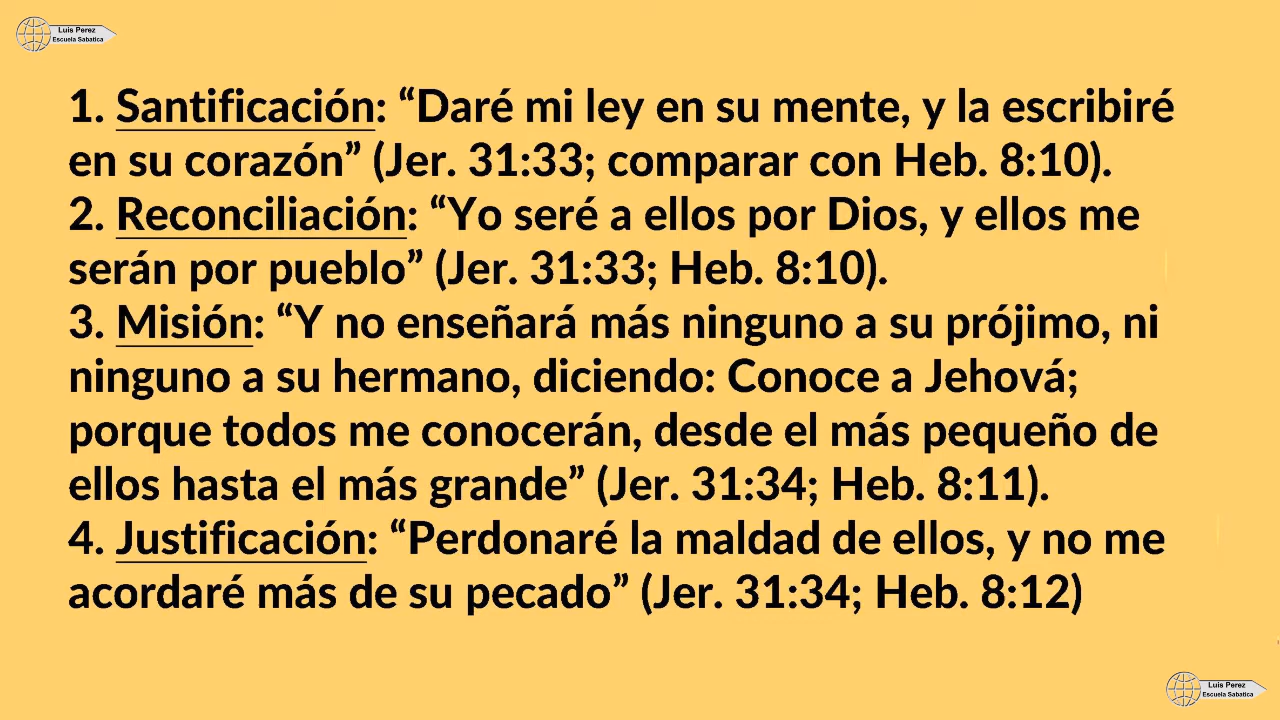 Luis Perez
Escuela Sabatica
1. Santificación: “Daré mi ley en su mente, y la escribiré
en su corazón” (Jer. 31:33; comparar con Heb. 8:10).
2. Reconciliación: “Yo seré a ellos por Dios, y ellos me
serán por pueblo” (Jer. 31:33; Heb. 8:10).
3. Misión: “Y no enseñará más ninguno a su prójimo, ni
ninguno a su hermano, diciendo: Conoce a Jehová;
porque todos me conocerán, desde el más pequeño de
ellos hasta el más grande” (Jer. 31:34; Heb. 8:11).
4. Justificación: “Perdonaré la maldad de ellos, y no me
acordaré más de su pecado” (Jer. 31:34; Heb. 8:12)
Luis Perez
Escuela Sabatica